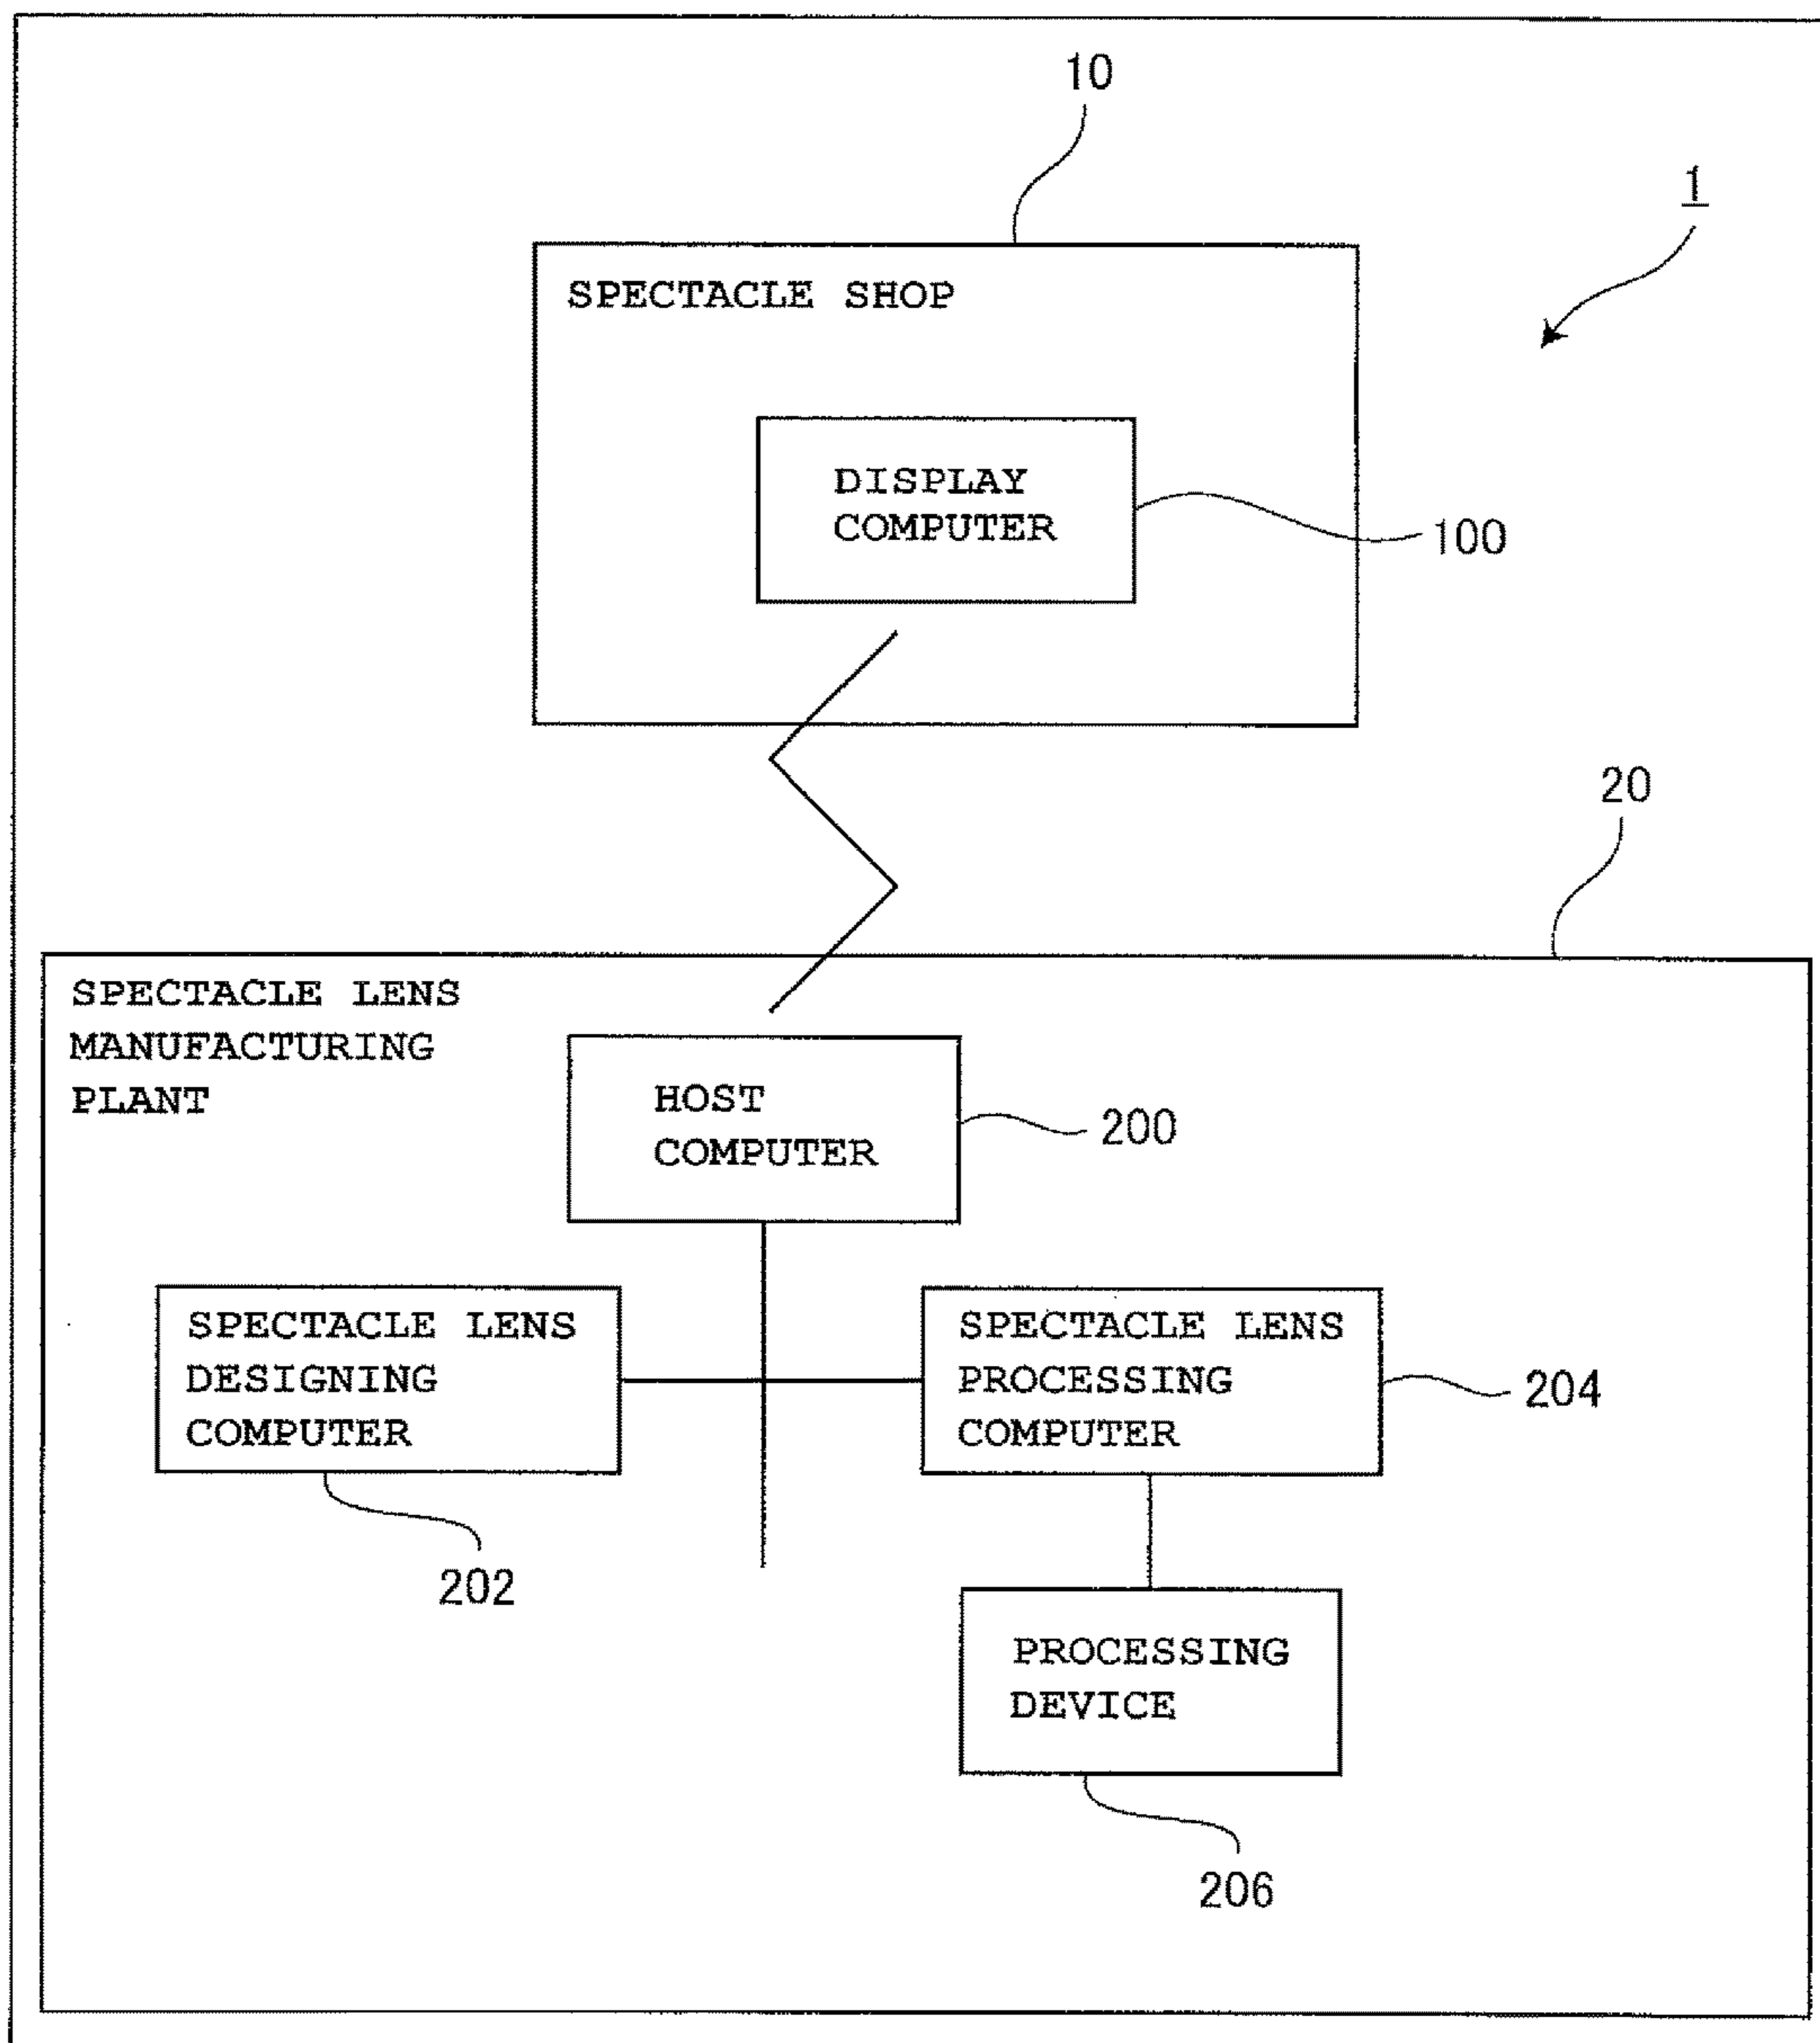 10
1
SPECTACLE SHOP
DISPLAY
COMPUTER
100
20
SPECTACLE LENS
MANUFACTURING
PLANT
HOST
COMPUTER
200
SPECTACLE LENS
DESIGNING
COMPUTER
202
SPECTACLE LENS
PROCESSING
COMPUTER
204
PROCESSING
DEVICE
206